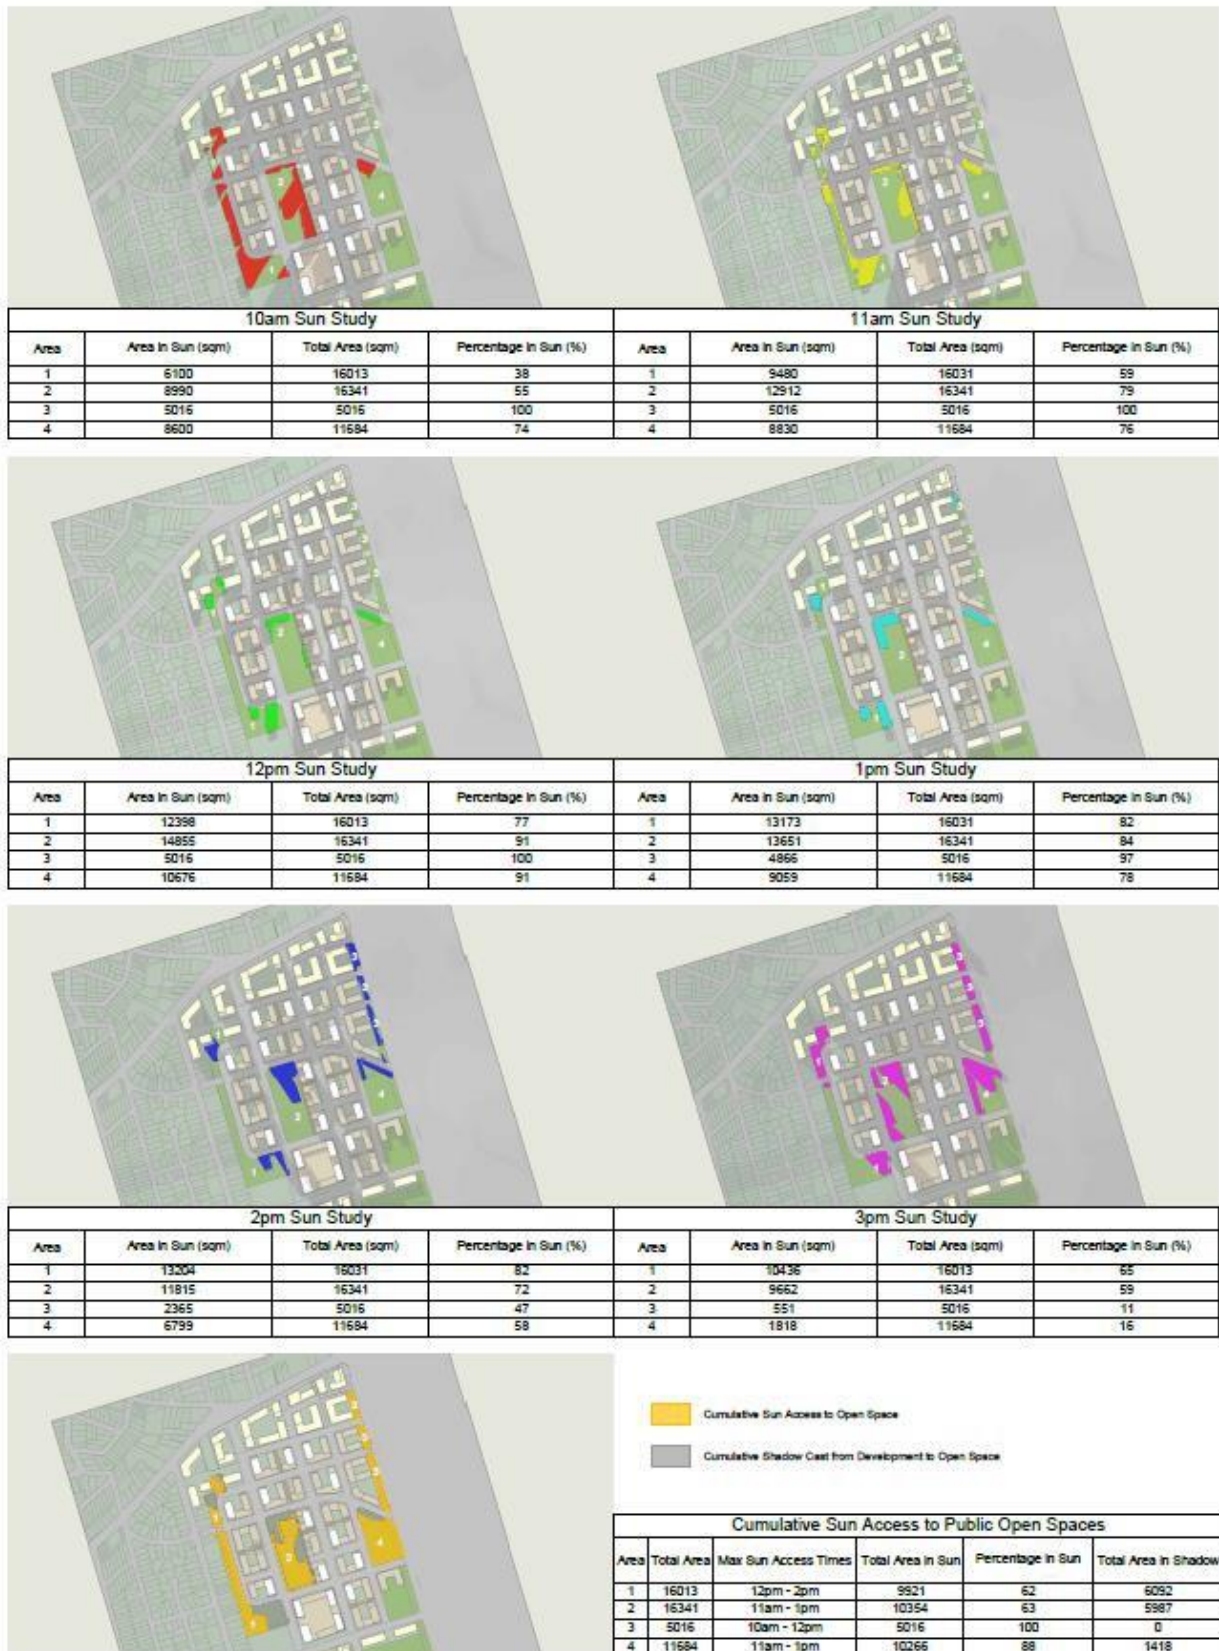 10am Sun Study
Area Area in Sun (sqm) Total Area (sqm) Percentage in Sun (%)
1 6100 16013 38
2 8990 16341 55
3 5016 5016 100
4 8600 11684 74
11am Sun Study
Area Area in Sun (sqm) Total Area (sqm) Percentage in Sun (%)
1 9480 16031 59
2 12912 16341 79
3 5016 5016 100
4 8830 11684 76
12pm Sun Study
Area Area in Sun (sqm) Total Area (sqm) Percentage in Sun (%)
1 12398 16013 77
2 14855 16341 91
3 5016 5016 100
4 10676 11684 91
1pm Sun Study
Area Area in Sun (sqm) Total Area (sqm) Percentage in Sun (%)
1 13173 16031 82
2 13651 16341 84
3 4866 5016 97
4 9059 11684 78
2pm Sun Study
Area Area in Sun (sqm) Total Area (sqm) Percentage in Sun (%)
1 13204 16031 82
2 11815 16341 72
3 2365 5016 47
4 6799 11684 58
3pm Sun Study
Area Area in Sun (sqm) Total Area (sqm) Percentage in Sun (%)
1 10436 16013 65
2 9662 16341 59
3 551 5016 11
4 1818 11684 16
Cumulative Sun Access to Open Space
Cumulative Shadow Cast from Development to Open Space
Cumulative Sun Access to Public Open Spaces
Area Total Area Max Sun Access Times Total Area in Sun Percentage in Sun Total Area in Shadow
1 16013 12pm - 2pm 9921 62 6092
2 16341 11am - 1pm 10354 63 5987
3 5016 10am - 12pm 5016 100 0
4 11684 11am - 1pm 10266 88 1418